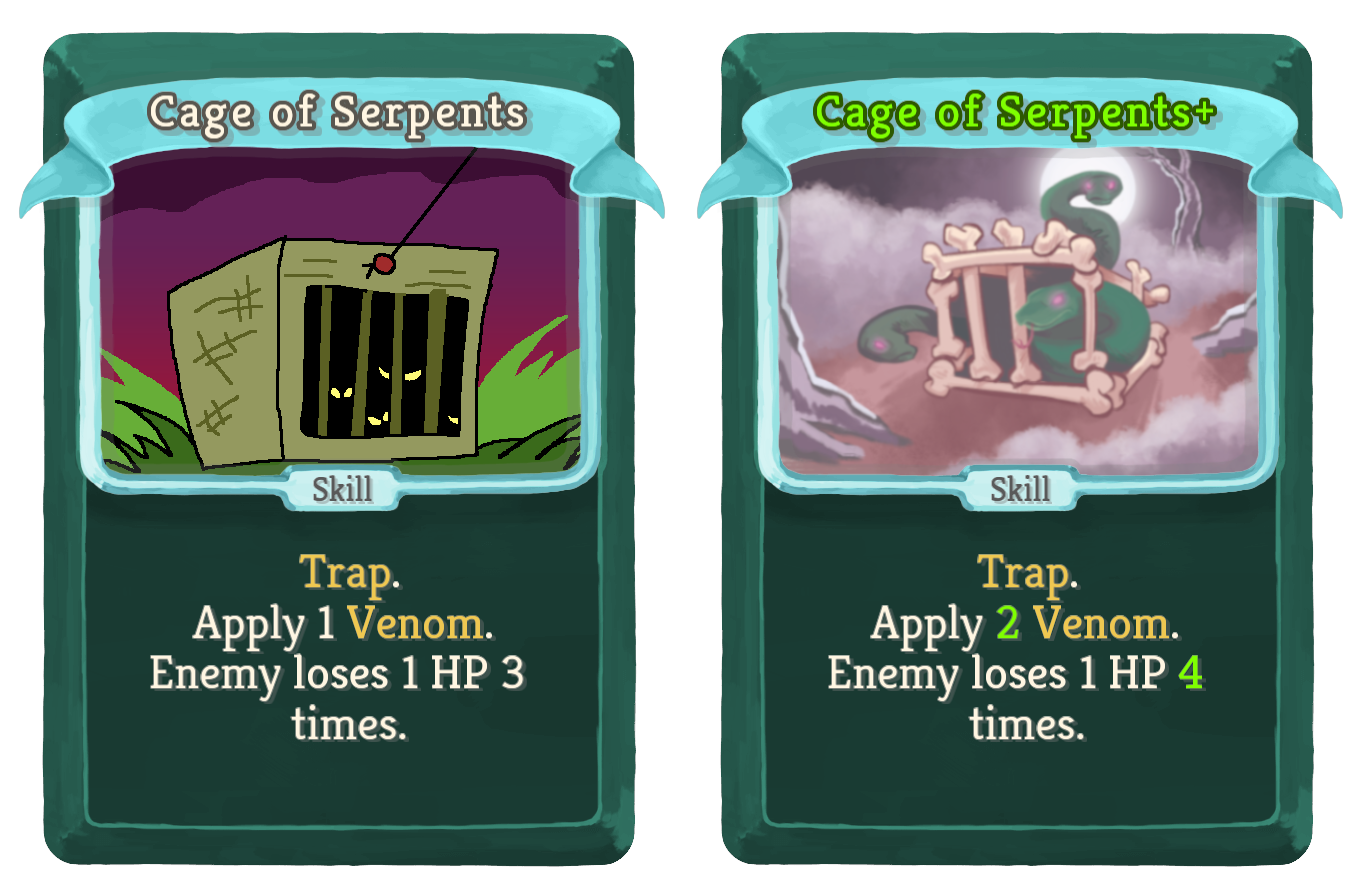 Cage of Serpents
Skill
Trap.
Apply 1 Venom.
Enemy loses 1 HP 3
times.
Cage of Serpents+
Skill
Trap.
Apply 2 Venom.
Enemy loses 1 HP 4
times.